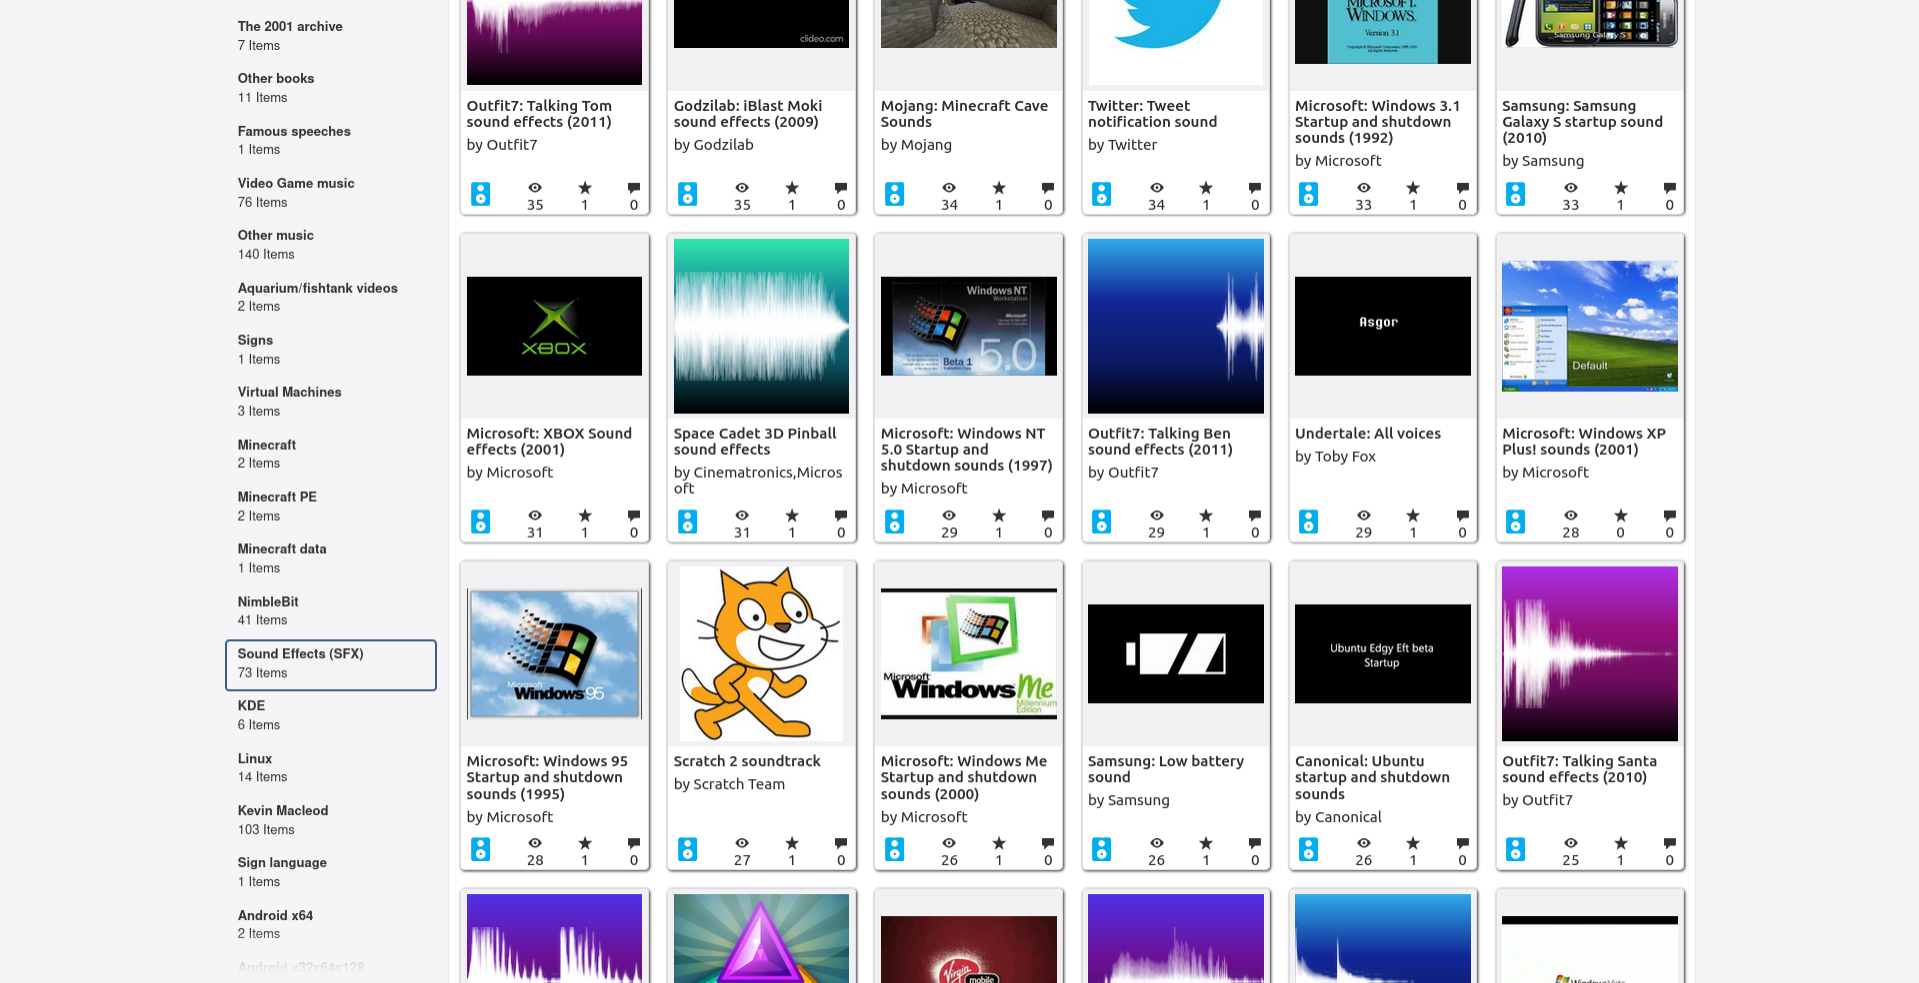 The 2001 archive
7 Items
Other books
11 Items
Famous speeches
1 Items
Video Game music
76 Items
Other music
140 Items
Aquarium/fishtank videos
2 Items
Signs
1 Items
Virtual Machines
3 Items
Minecraft
2 Items
Minecraft PE
2 Items
Minecraft data
1 Items
NimbleBit
41 Items
Sound Effects (SFX)
73 Items
KDE
6 Items
Linux
14 Items
Kevin Macleod
103 Items
Sign language
1 Items
Android x64
2 Items
Android x32x64x128
Outfit7: Talking Tom
sound effects (2011)
by Outfit7
35
1
0
clideo.com
Godzilab: iBlast Moki
sound effects (2009)
by Godzilab
35
1
0
Mojang: Minecraft Cave
Sounds
by Mojang
34
1
0
Twitter: Tweet
notification sound
by Twitter
34
1
0
MICROSOFT
WINDOWS.
Version 3.1
Microsoft: Windows 3.1
Startup and shutdown
sounds (1992)
by Microsoft
33
1
0
Samsung Galaxy S
Samsung: Samsung
Galaxy S startup sound
(2010)
by Samsung
33
1
0
XBOX
Microsoft: XBOX Sound
effects (2001)
by Microsoft
31
1
0
Space Cadet 3D Pinball
sound effects
by Cinematronics,Micros
oft
31
1
0
Windows NT
Workstation
Microsoft
5.0
Beta 1
Microsoft: Windows NT
5.0 Startup and
shutdown sounds (1997)
by Microsoft
29
1
0
Outfit7: Talking Ben
sound effects (2011)
by Outfit7
29
1
0
Asgor
Undertale: All voices
by Toby Fox
29
1
0
Default
Microsoft: Windows XP
Plus! sounds (2001)
by Microsoft
28
0
0
Microsoft
Windows 95
Microsoft: Windows 95
Startup and shutdown
sounds (1995)
by Microsoft
28
1
0
Scratch 2 soundtrack
by Scratch Team
27
1
0
Microsoft
Windows Me
Millennium
Edition
Microsoft: Windows Me
Startup and shutdown
sounds (2000)
by Microsoft
26
1
0
Samsung: Low battery
sound
by Samsung
26
1
0
Ubuntu Edgy Eft beta
Startup
Canonical: Ubuntu
startup and shutdown
sounds
by Canonical
26
1
0
Outfit7: Talking Santa
sound effects (2010)
by Outfit7
25
1
0
Virgin
mobile